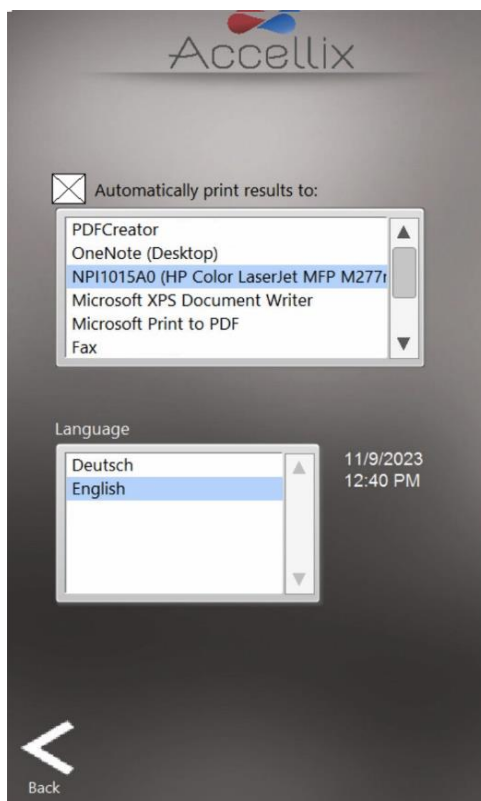 Accellix
Automatically print results to:
PDFCreator
OneNote (Desktop)
NPI1015A0 (HP Color LaserJet MFP M277
Microsoft XPS Document Writer
Microsoft Print to PDF
Fax
Language
Deutsch
English
11/9/2023
12:40 PM
Back